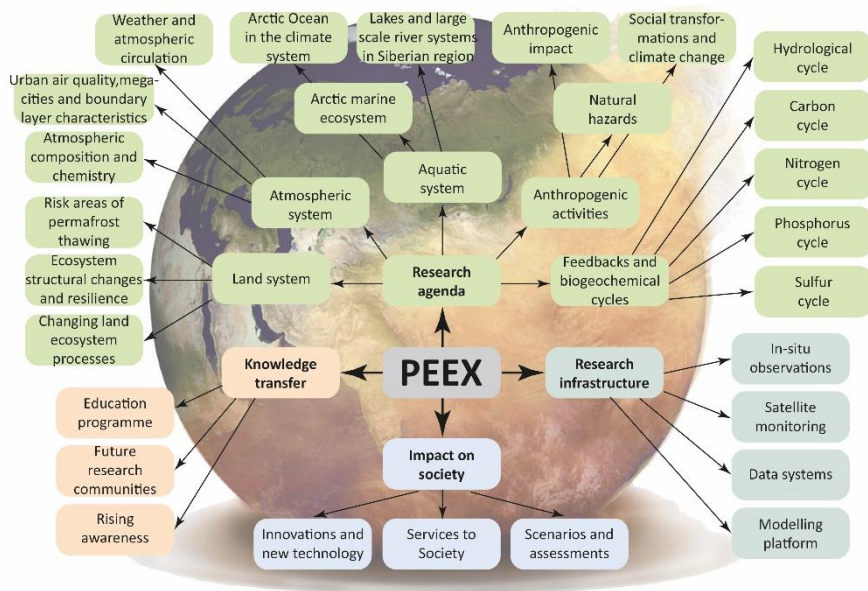 Weather and
atmospheric
circulation
Arctic Ocean
in the climate
system
Lakes and large
scale river systems
in Siberian region
Anthropogenic
impact
Social transfor-
mations and
climate change
Hydrological
cycle
Urban air quality,mega-
cities and boundary
layer characteristics
Arctic marine
ecosystem
Natural
hazards
Carbon
cycle
Atmospheric
composition and
chemistry
Atmospheric
system
Aquatic
system
Anthropogenic
activities
Nitrogen
cycle
Risk areas of
permafrost
thawing
Phosphorus
cycle
Ecosystem
structural changes
and resilience
Land system
Research
agenda
Feedbacks and
biogeochemical
cycles
Sulfur
cycle
Changing land
ecosystem
processes
Knowledge
transfer
PEEX
Research
infrastructure
In-situ
observations
Education
programme
Satellite
monitoring
Future
research
communities
Impact on
society
Data systems
Rising
awareness
Innovations and
new technology
Services to
Society
Scenarios and
assessments
Modelling
platform